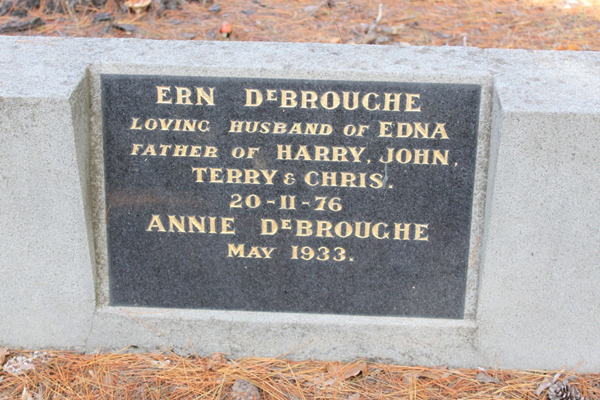 ERN DEBROUCHE
LOVING HUSBAND OF EDNA
FATHER OF HARRY, JOHN,
TERRY & CHRIS.
20-11-76
ANNIE DEBROUCHE
MAY 1933.